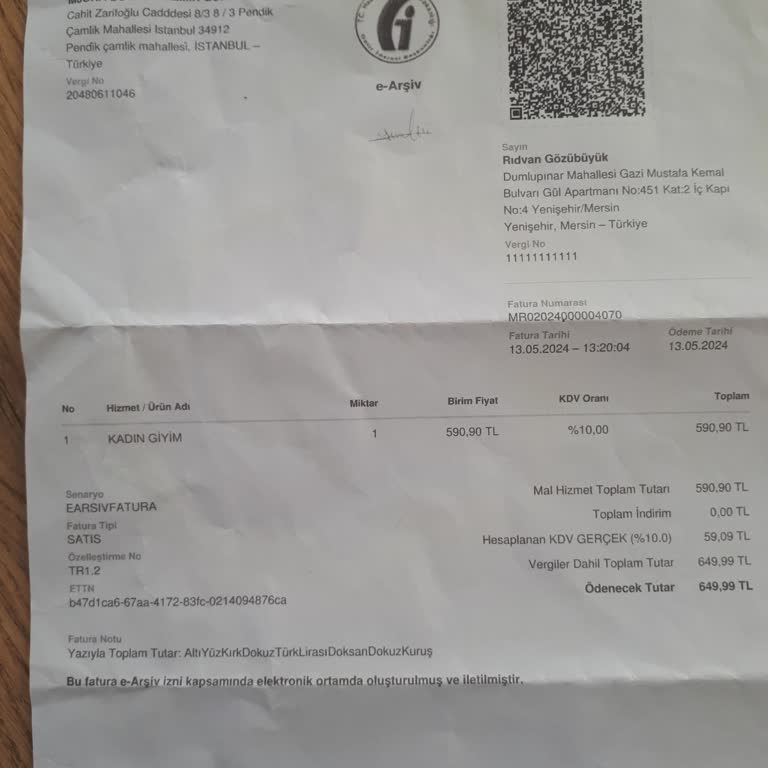 Cahit Zarifoğlu Cadddesi 8/3 8 / 3 Pendik
Çamlik Mahallesi Istanbul 34912
Pendik çamlik mahallesi, İSTANBUL –
Türkiye
Vergi No
20480611046
e-Arşiv
Sayın
Rıdvan Gözübüyük
Dumlupınar Mahallesi Gazi Mustafa Kemal
Bulvarı Gül Apartmanı No:451 Kat:2 İç Kapı
No:4 Yenişehir/Mersin
Yenişehir, Mersin – Türkiye
Vergi No
11111111111
Fatura Numarası
MR02024000004070
Fatura Tarihi Ödeme Tarihi
13.05.2024 – 13:20:04 13.05.2024
No Hizmet / Ürün Adı Miktar Birim Fiyat KDV Oranı Toplam
1 KADIN GİYİM 1 590,90 TL %10,00 590,90 TL
Mal Hizmet Toplam Tutarı 590,90 TL
Toplam İndirim 0,00 TL
Hesaplanan KDV GERÇEK (%10.0) 59,09 TL
Vergiler Dahil Toplam Tutar 649,99 TL
Ödenecek Tutar 649,99 TL
Senaryo
EARSIVFATURA
Fatura Tipi
SATIS
Özelleştirme No
TR1.2
ETTN
b47d1ca6-67aa-4172-83fc-0214094876ca
Fatura Notu
Yazıyla Toplam Tutar: AltıYüzKırkDokuzTürkLirasıDoksanDokuzKuruş
Bu fatura e-Arşiv izni kapsamında elektronik ortamda oluşturulmuş ve iletilmiştir.